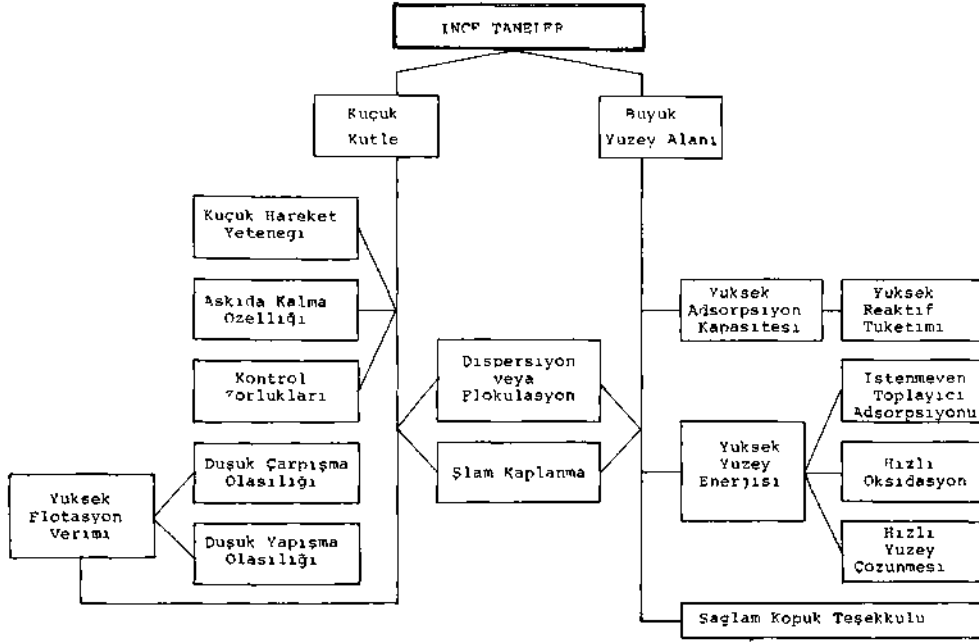 INCE TANELER
Kuçuk
Kutle
Buyuk
Yuzey Alanı
Kuçuk Hareket
Yetenegı
Askıda Kalma
Ozellığı
Kontrol
Zorlukları
Duşuk Çarpışma
Olasılığı
Duşuk Yapışma
Olasılığı
Yuksek
Flotasyon
Verımı
Dıspersıyon
veya
Flokulasyon
Şlam Kaplanma
Yuksek
Adsorpsıyon
Kapasıtesı
Yuksek
Reaktıf
Tuketımı
Yuksek
Yuzey
Enerjısı
Istenmeyen
Toplayıcı
Adsorpsıyonu
Hızlı
Oksıdasyon
Hızlı
Yuzey
Çozunmesı
Saglam Kopuk Teşekkulu